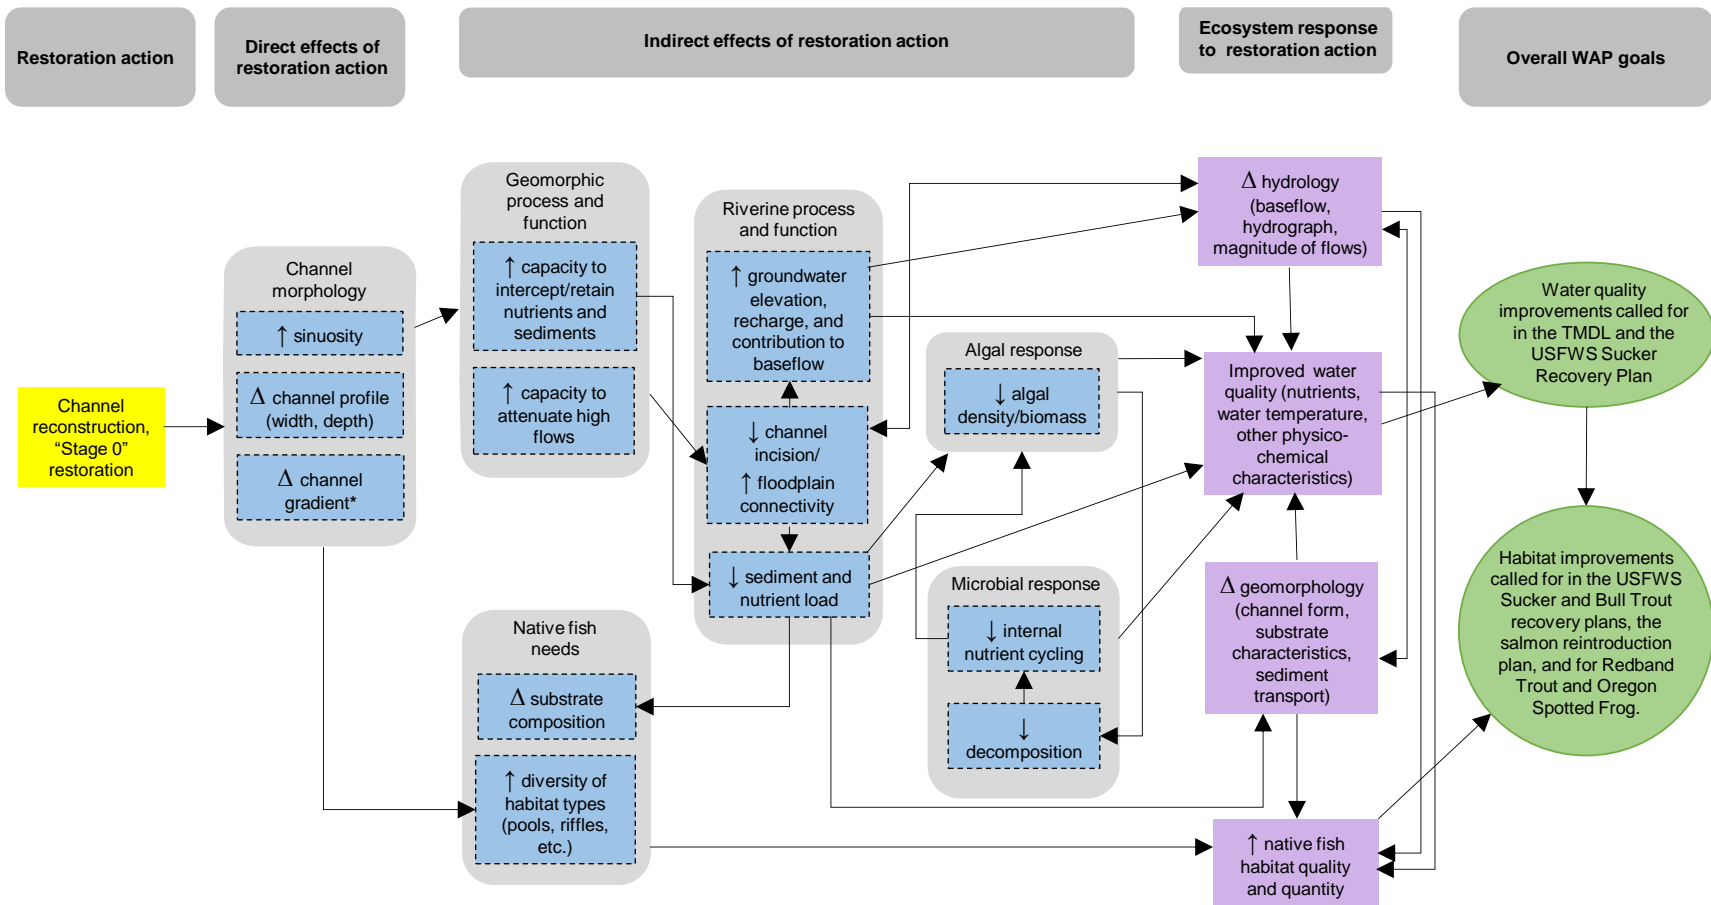 Restoration action
Direct effects of
restoration action
Indirect effects of restoration action
Ecosystem response
to restoration action
Overall WAP goals
Channel
reconstruction,
“Stage 0”
restoration
Channel
morphology
↑ sinuosity
Δ channel profile
(width, depth)
Δ channel
gradient*
Geomorphic
process and
function
↑ capacity to
intercept/retain
nutrients and
sediments
↑ capacity to
attenuate high
flows
Native fish
needs
Δ substrate
composition
↑ diversity of
habitat types
(pools, riffles,
etc.)
Riverine process
and function
↑ groundwater
elevation,
recharge, and
contribution to
baseflow
↓ channel
incision/
↑ floodplain
connectivity
↓ sediment and
nutrient load
Algal response
↓ algal
density/biomass
Microbial response
↓ internal
nutrient cycling
↓
decomposition
Δ hydrology
(baseflow,
hydrograph,
magnitude of flows)
Improved water
quality (nutrients,
water temperature,
other physico-
chemical
characteristics)
Δ geomorphology
(channel form,
substrate
characteristics,
sediment
transport)
↑ native fish
habitat quality
and quantity
Water quality
improvements called for
in the TMDL and the
USFWS Sucker
Recovery Plan
Habitat improvements
called for in the USFWS
Sucker and Bull Trout
recovery plans, the
salmon reintroduction
plan, and for Redband
Trout and Oregon
Spotted Frog.